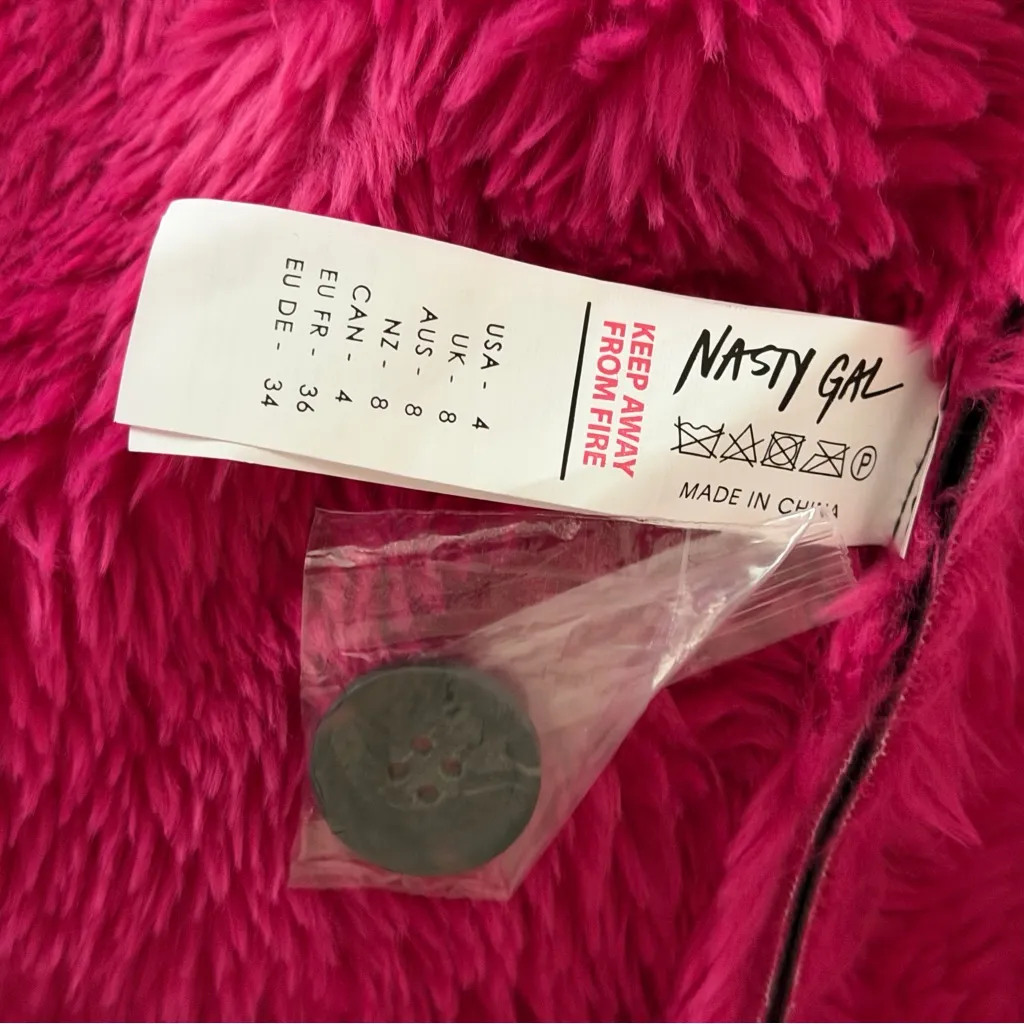 NASTY GAL
P
MADE IN CHINA
KEEP AWAY
FROM FIRE
USA - 4
UK - 8
AUS - 8
NZ - 8
CAN - 4
EU FR - 36
EU DE - 34